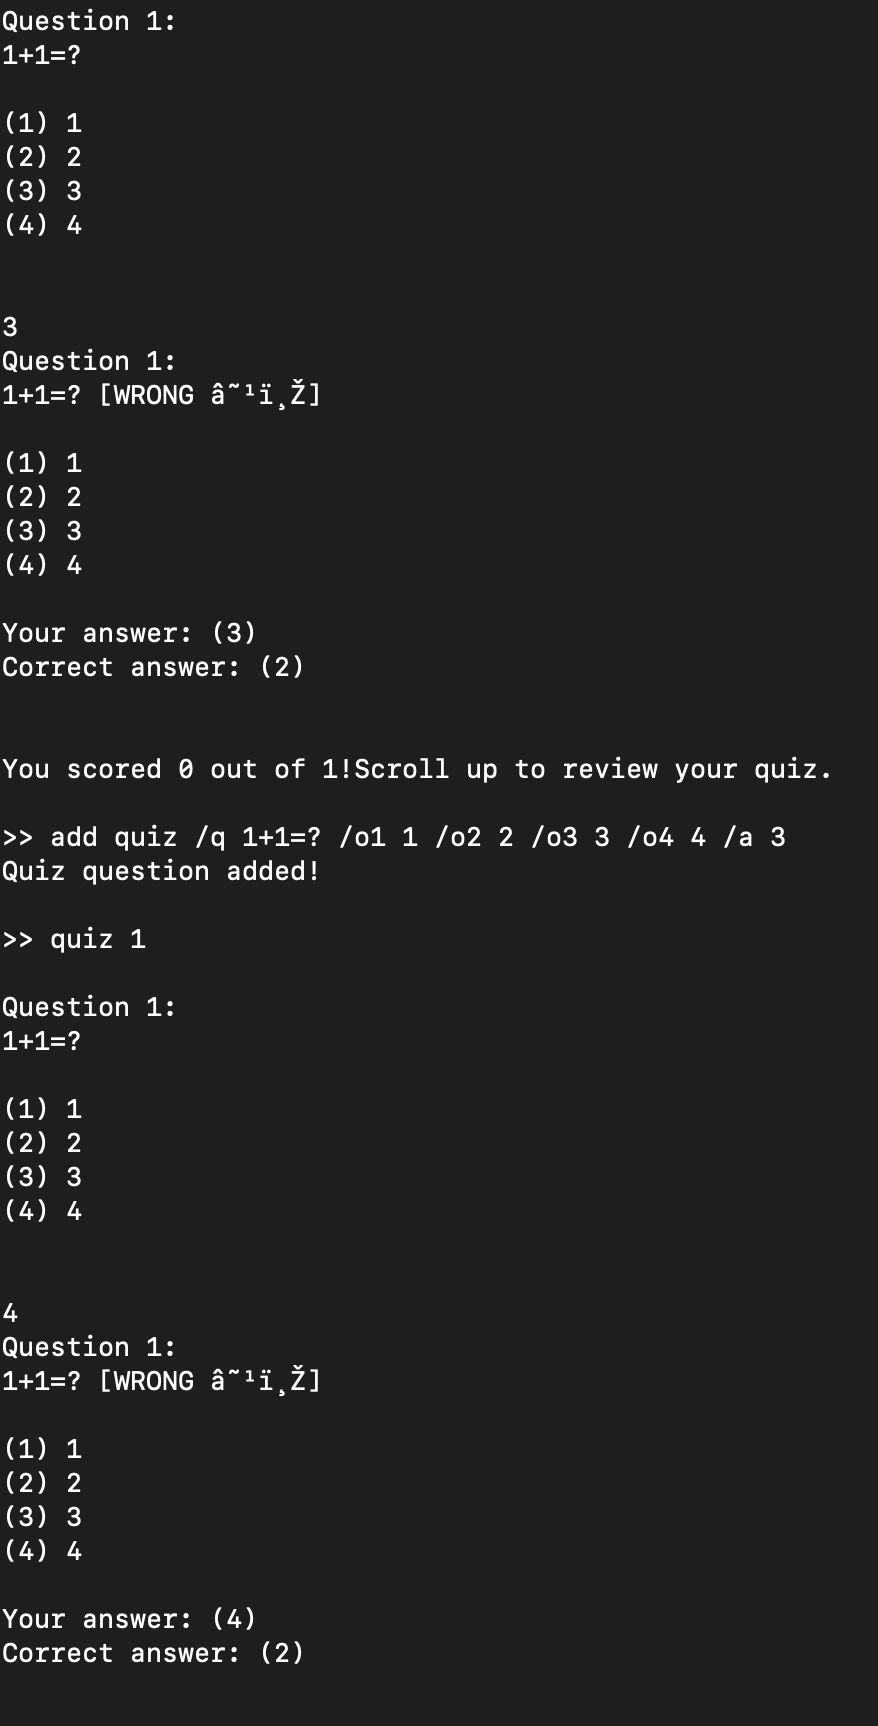 Question 1:
1+1=?
(1) 1
(2) 2
(3) 3
(4) 4
3
Question 1:
1+1=? [WRONG â˜¹ï¸Ž]
(1) 1
(2) 2
(3) 3
(4) 4
Your answer: (3)
Correct answer: (2)
You scored 0 out of 1!Scroll up to review your quiz.
>> add quiz /q 1+1=? /o1 1 /o2 2 /o3 3 /o4 4 /a 3
Quiz question added!
>> quiz 1
Question 1:
1+1=?
(1) 1
(2) 2
(3) 3
(4) 4
4
Question 1:
1+1=? [WRONG â˜¹ï¸Ž]
(1) 1
(2) 2
(3) 3
(4) 4
Your answer: (4)
Correct answer: (2)